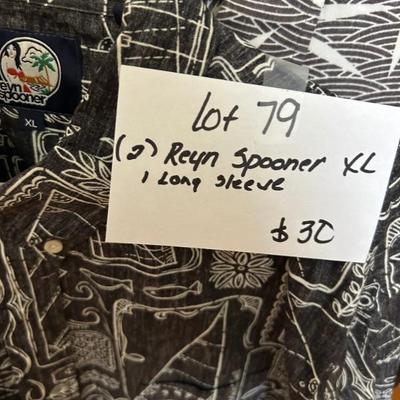 reyn
spooner
XL
Lot 79
(2) Reyn Spooner XL
1 Long Sleeve
$30